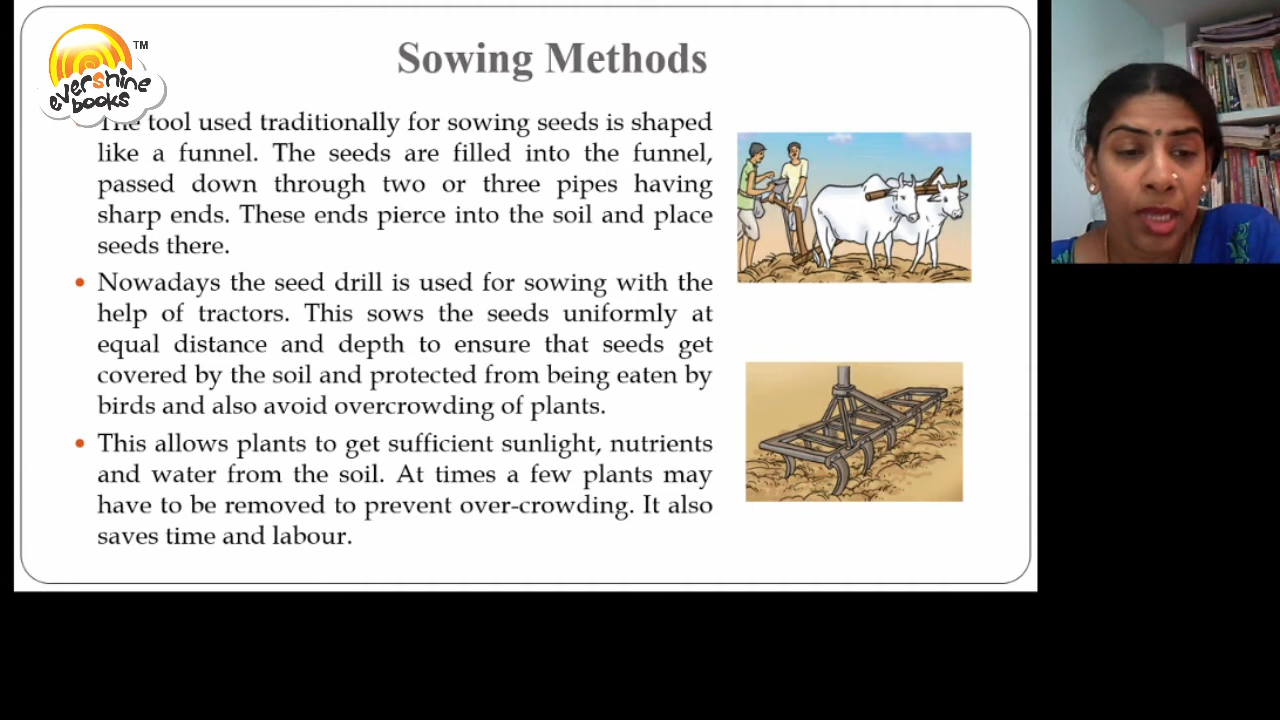 evershine
books
TM
Sowing Methods
The tool used traditionally for sowing seeds is shaped
like a funnel. The seeds are filled into the funnel,
passed down through two or three pipes having
sharp ends. These ends pierce into the soil and place
seeds there.
• Nowadays the seed drill is used for sowing with the
help of tractors. This sows the seeds uniformly at
equal distance and depth to ensure that seeds get
covered by the soil and protected from being eaten by
birds and also avoid overcrowding of plants.
• This allows plants to get sufficient sunlight, nutrients
and water from the soil. At times a few plants may
have to be removed to prevent over-crowding. It also
saves time and labour.